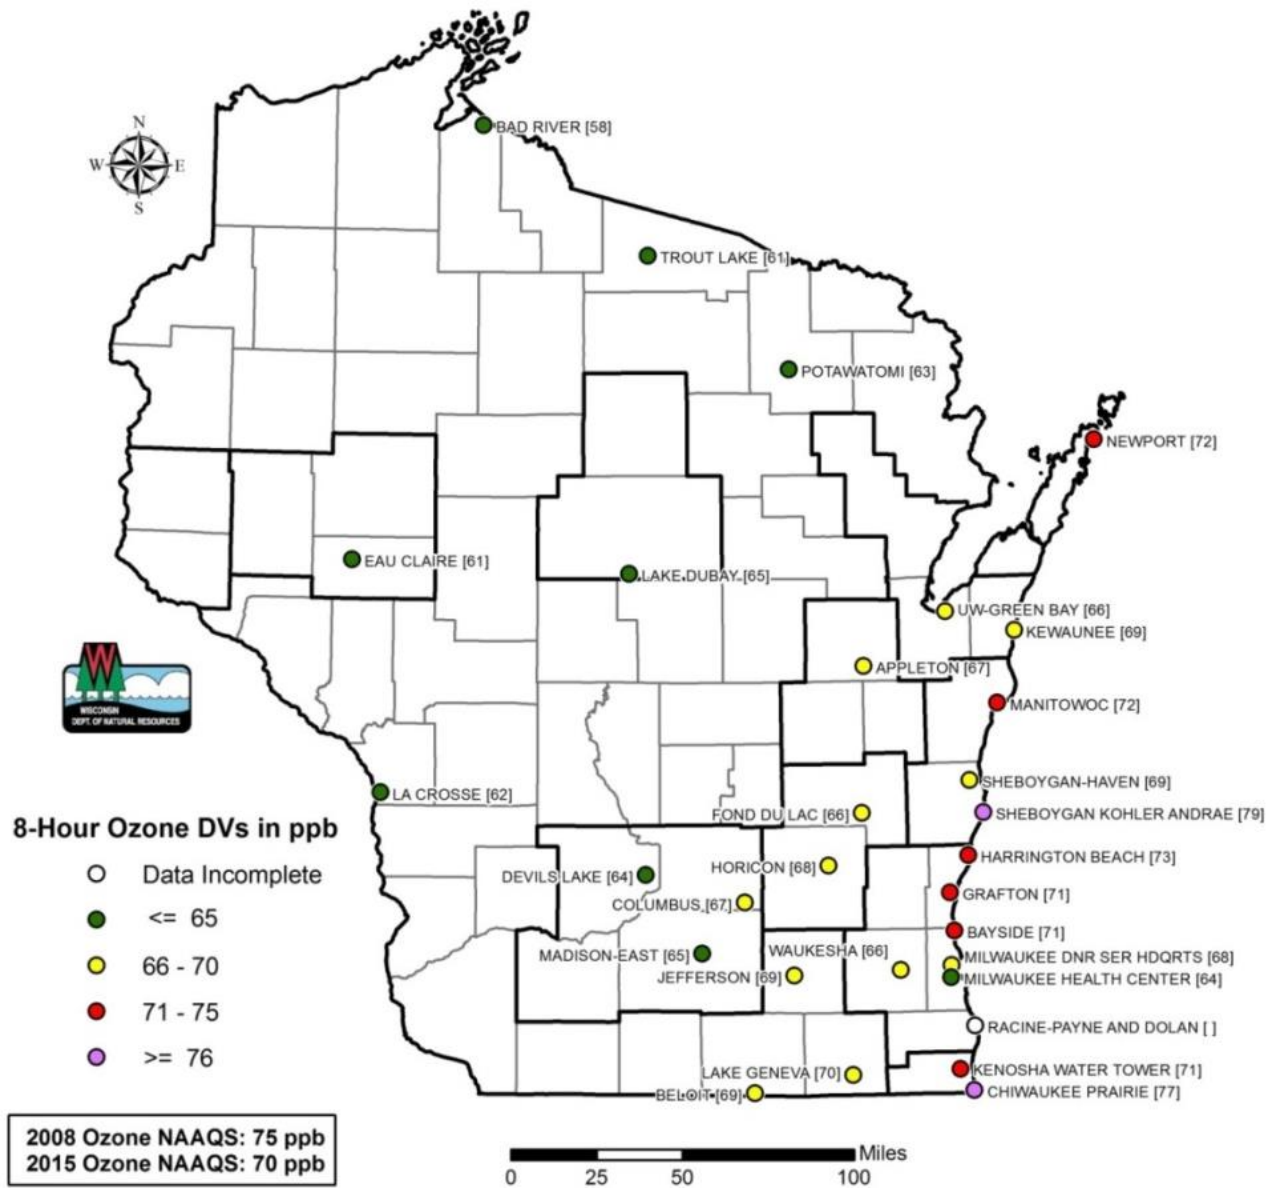 BAD RIVER [58]
N
W
E
S
TROUT LAKE [61]
POTAWATOMI [63]
NEWPORT [72]
EAU CLAIRE [61]
LAKE DUBAY [65]
UW-GREEN BAY [66]
KEWAUNEE [69]
APPLETON [67]
MANITOWOC [72]
W
WISCONSIN
DEPT. OF NATURAL RESOURCES
SHEBOYGAN-HAVEN [69]
LA CROSSE [62]
FOND DU LAC [66]
SHEBOYGAN KOHLER ANDRAE [79]
HARRINGTON BEACH [73]
HORICON [68]
DEVILS LAKE [64]
GRAFTON [71]
COLUMBUS [67]
BAYSIDE [71]
WAUKESHA [66]
MADISON-EAST [65]
MILWAUKEE DNR SER HDQRTS [68]
JEFFERSON [69]
MILWAUKEE HEALTH CENTER [64]
RACINE-PAYNE AND DOLAN [ ]
LAKE GENEVA [70]
KENOSHA WATER TOWER [71]
BELOIT [69]
CHIWAUKEE PRAIRIE [77]
8-Hour Ozone DVs in ppb
Data Incomplete
<= 65
66 - 70
71 - 75
>= 76
2008 Ozone NAAQS: 75 ppb
2015 Ozone NAAQS: 70 ppb
Miles
0 25 50 100